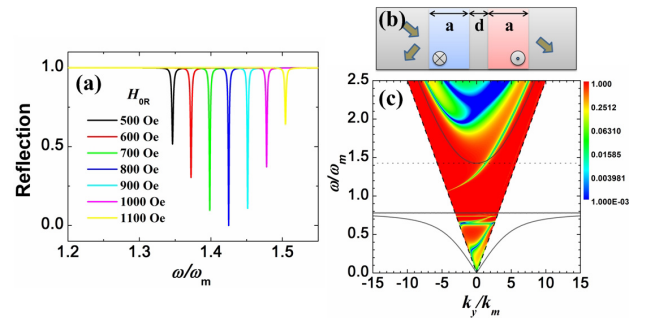 (a)
H0R
500 Oe
600 Oe
700 Oe
800 Oe
900 Oe
1000 Oe
1100 Oe
Reflection
1.0
0.5
0.0
1.2
1.3
1.4
1.5
ω/ωm
(b)
a
d
a
(c)
ω/ωm
2.5
2.0
1.5
1.0
0.5
0.0
-15
-10
-5
0
5
10
15
ky/km
1.000
0.2512
0.06310
0.01585
0.003981
1.000E-03